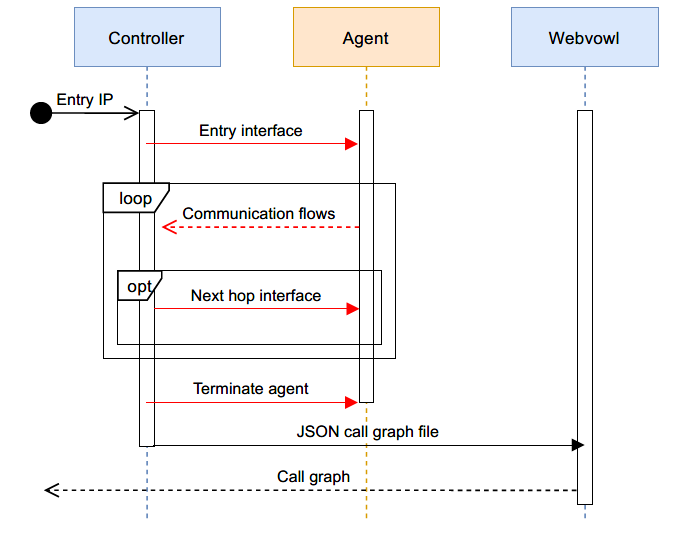 Controller
Agent
Webvowl
Entry IP
Entry interface
loop
Communication flows
opt
Next hop interface
Terminate agent
JSON call graph file
Call graph